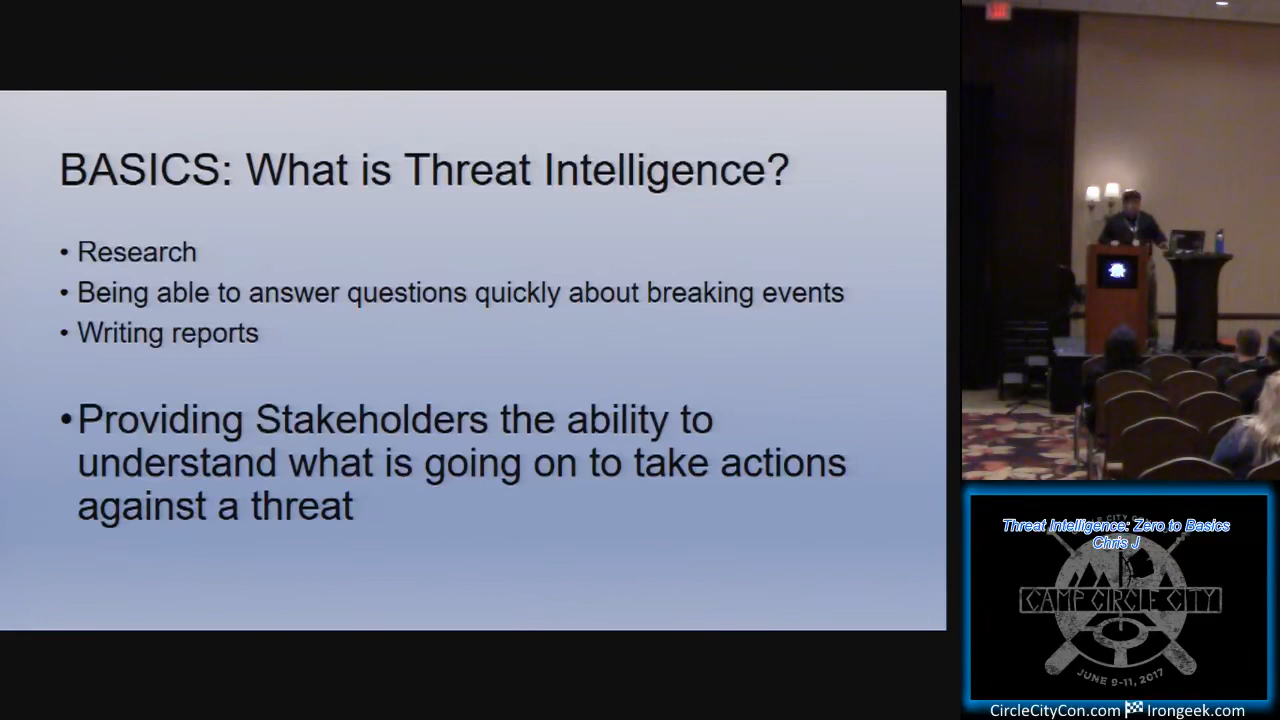 BASICS: What is Threat Intelligence?
• Research
• Being able to answer questions quickly about breaking events
• Writing reports
• Providing Stakeholders the ability to
understand what is going on to take actions
against a threat
Threat Intelligence: Zero to Basics
Chris J
CAMP CIRCLE CITY
JUNE 9-11, 2017
CircleCityCon.com Irongeek.com